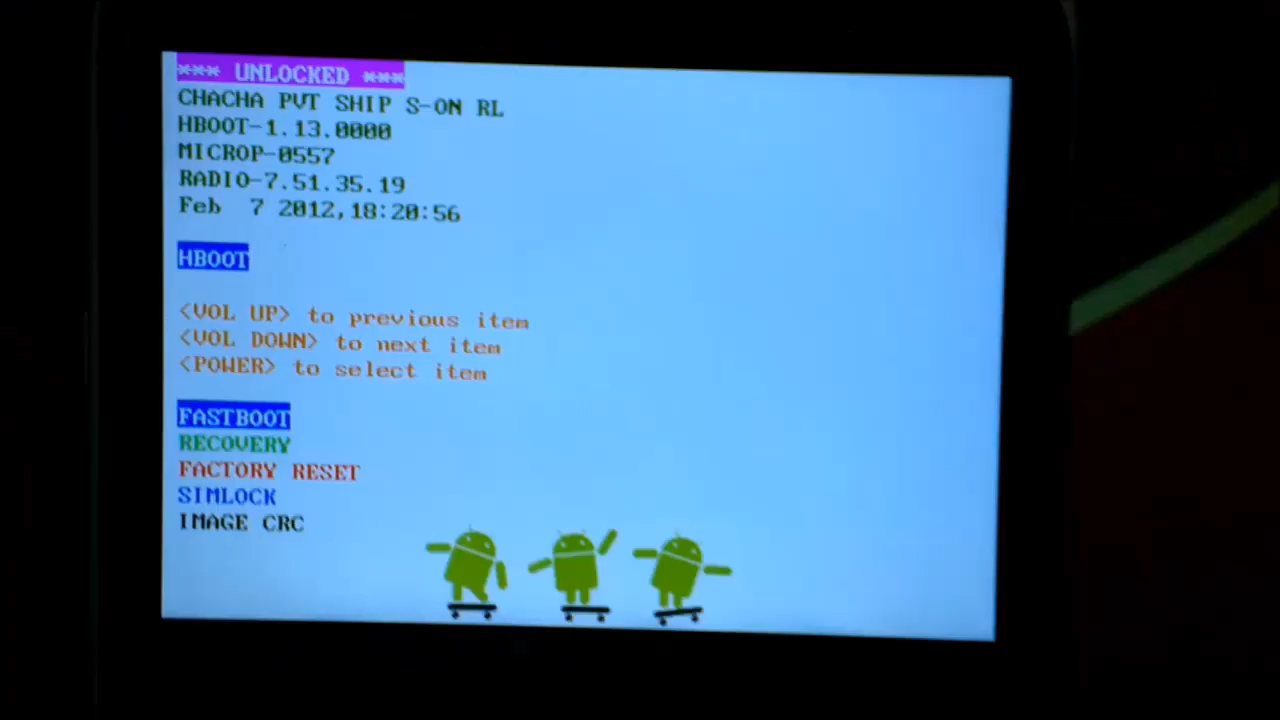 *** UNLOCKED ***
CHACHA PVT SHIP S-ON RL
HBOOT-1.13.0000
MICROP-0557
RADIO-7.51.35.19
Feb  7 2012,18:20:56
HBOOT
<VOL UP> to previous item
<VOL DOWN> to next item
<POWER> to select item
FASTBOOT
RECOVERY
FACTORY RESET
SIMLOCK
IMAGE CRC